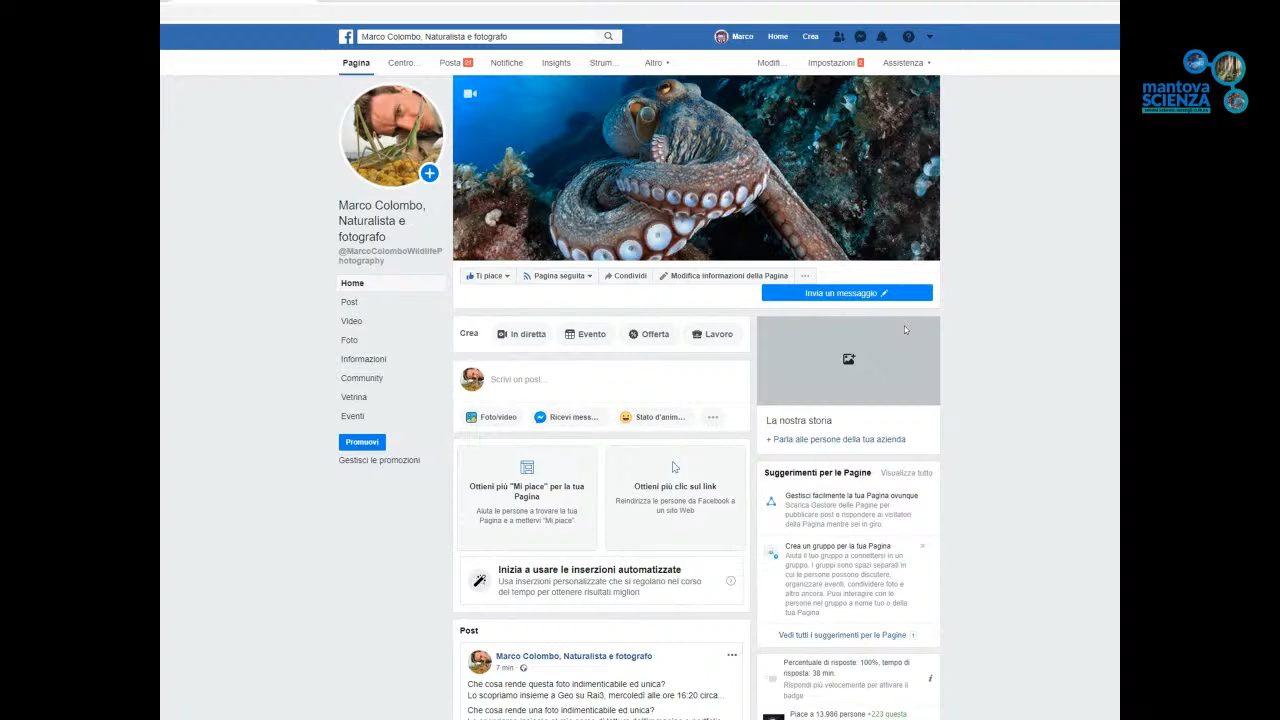 Marco Colombo, Naturalista e fotografo
Marco
Home
Crea
Pagina
Centro...
Posta 21
Notifiche
Insights
Strum...
Altro
Modifi...
Impostazioni 2
Assistenza
mantova
SCIENZA
Marco Colombo,
Naturalista e
fotografo
@MarcoColomboWildlifeP
hotography
Home
Post
Video
Foto
Informazioni
Community
Vetrina
Eventi
Promuovi
Gestisci le promozioni
Ti piace
Pagina seguita
Condividi
Modifica informazioni della Pagina
Invia un messaggio
Crea
In diretta
Evento
Offerta
Lavoro
Scrivi un post...
Foto/video
Ricevi mess...
Stato d'anim...
Ottieni più "Mi piace" per la tua
Pagina
Aiuta le persone a trovare la tua
Pagina e a mettervi "Mi piace"
Ottieni più clic sul link
Reindirizza le persone da Facebook a
un sito Web
Inizia a usare le inserzioni automatizzate
Usa inserzioni personalizzate che si regolano nel corso
del tempo per ottenere risultati migliori
Post
Marco Colombo, Naturalista e fotografo
7 min
Che cosa rende questa foto indimenticabile ed unica?
Lo scopriamo insieme a Geo su Rai3, mercoledì alle ore 16:20 circa...
Che cosa rende una foto indimenticabile ed unica?
La nostra storia
+ Parla alle persone della tua azienda
Suggerimenti per le Pagine
Visualizza tutto
Gestisci facilmente la tua Pagina ovunque
Scarica Gestore delle Pagine per
pubblicare post e rispondere ai visitatori
della Pagina mentre sei in giro.
Crea un gruppo per la tua Pagina
Aiuta il tuo gruppo a connettersi in un
gruppo. I gruppi sono spazi separati in
cui le persone possono discutere,
organizzare eventi, condividere foto e
altro ancora. Puoi interagire con le
persone nel gruppo a nome tuo o della
tua Pagina.
Vedi tutti i suggerimenti per le Pagine 1
Percentuale di risposte: 100%, tempo di
risposta: 38 min.
Rispondi più velocemente per attivare il
badge
Piace a 13.986 persone +223 questa